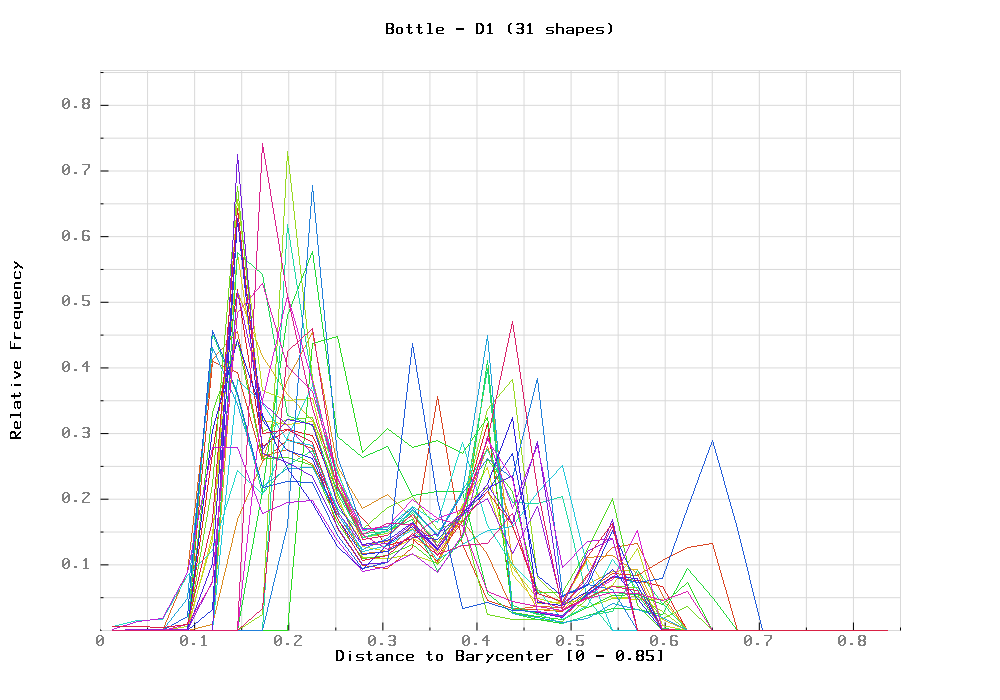 Bottle - D1 (31 shapes)
0.8
0.7
0.6
0.5
0.4
0.3
0.2
0.1
Relative Frequency
0 0.1 0.2 0.3 0.4 0.5 0.6 0.7 0.8
Distance to Barycenter [0 - 0.85]